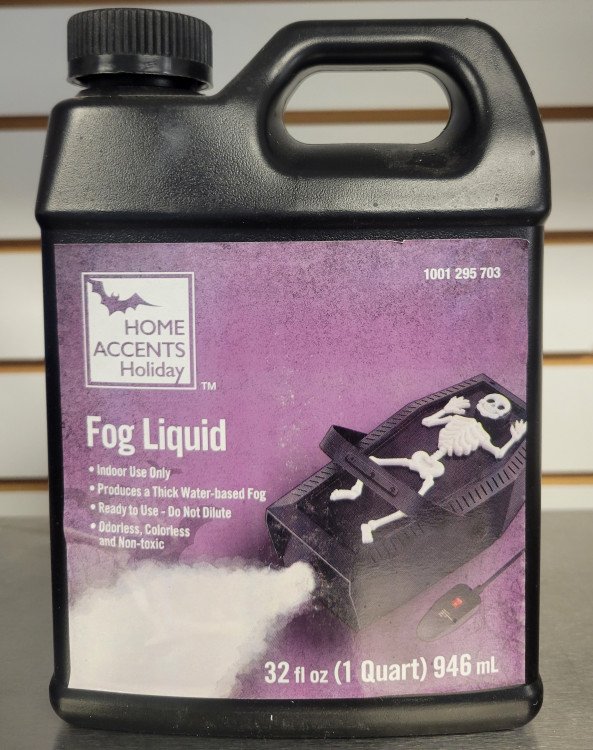 1001 295 703
HOME
ACCENTS
Holiday
TM
Fog Liquid
• Indoor Use Only
• Produces a Thick Water-based Fog
• Ready to Use - Do Not Dilute
• Odorless, Colorless
and Non-toxic
32 fl oz (1 Quart) 946 mL